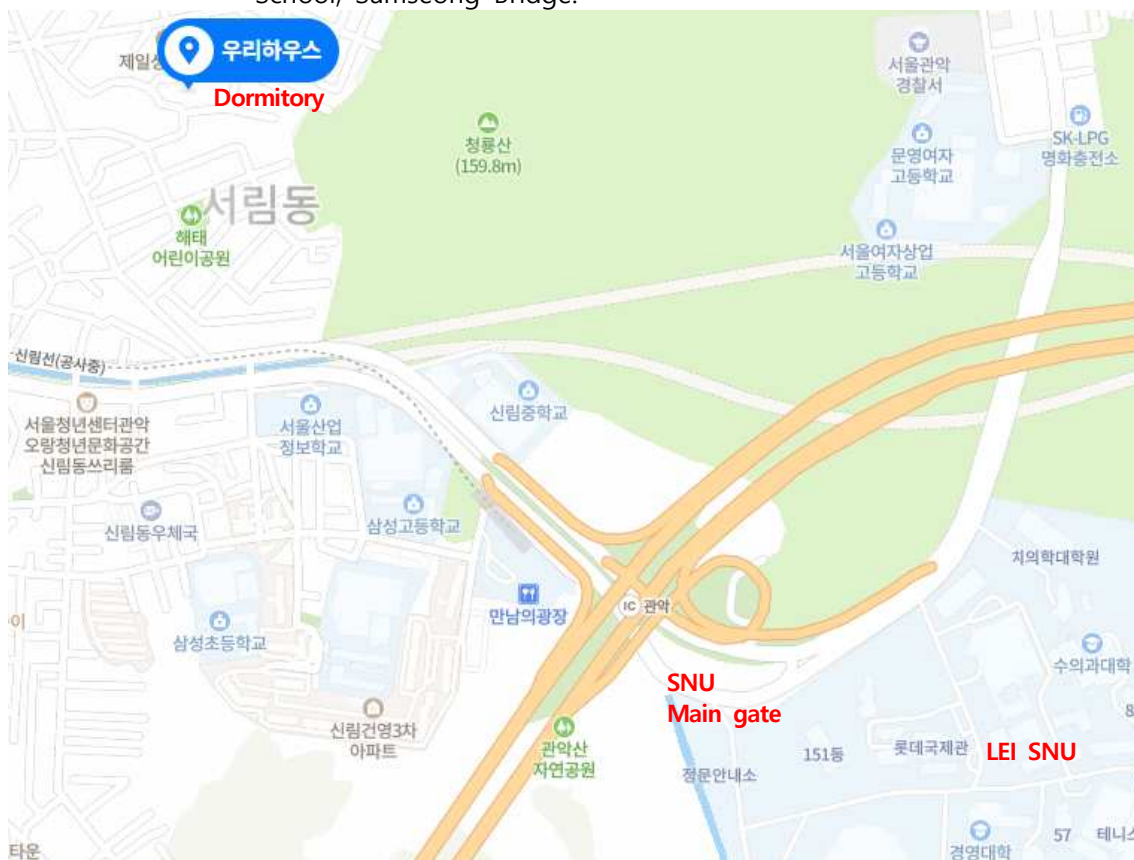 School, Samseong Bridge.
우리하우스
Dormitory
서울관악
경찰서
청룡산
(159.8m)
문영여자
고등학교
SK-LPG
명화충전소
서림동
해태
어린이공원
서울여자상업
고등학교
신림선(공사중)
서울청년센터관악
오랑청년문화공간
신림동쓰리룸
서울산업
정보학교
신림중학교
신림동우체국
삼성고등학교
치의학대학원
만남의광장
IC 관악
삼성초등학교
수의과대학
SNU
Main gate
신림건영3차
아파트
관악산
자연공원
151동
롯데국제관
LEI SNU
정문안내소
경영대학
57
타운